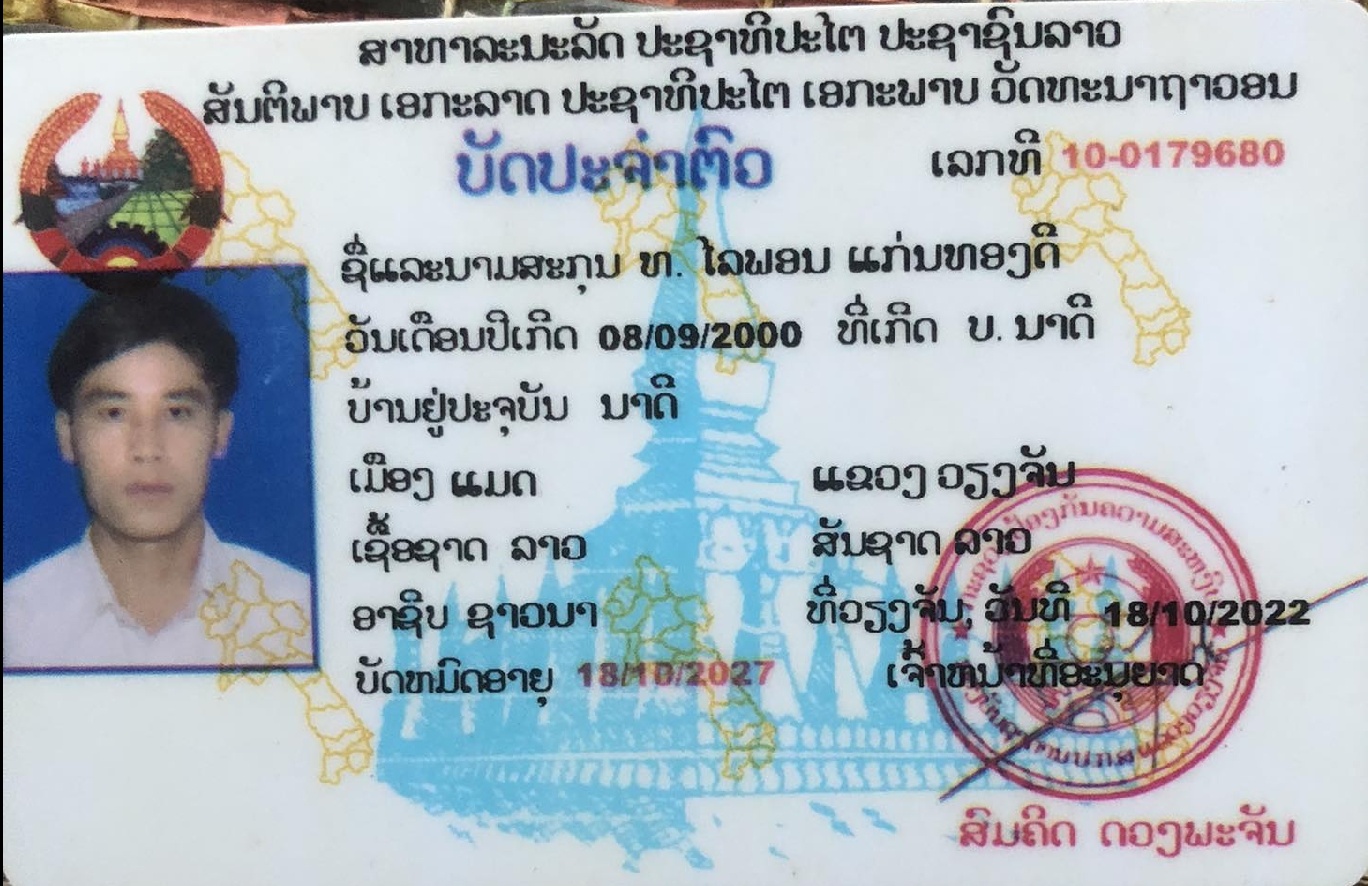 ສາທາລະນະລັດ ປະຊາທິປະໄຕ ປະຊາຊົນລາວ
ສັນຕິພາບ ເອກະລາດ ປະຊາທິປະໄຕ ເອກະພາບ ວັດທະນາຖາວອນ
ບັດປະຈຳຕົວ
ເລກທີ 10-0179680
ຊື່ແລະນາມສະກຸນ ທ. ໄລພອນ ແກ່ນທອງດີ
ວັນເດືອນປີເກີດ 08/09/2000 ທີ່ເກີດ ບ. ນາດີ
ບ້ານຢູ່ປະຈຸບັນ ນາດີ
ເມືອງ ແມດ ແຂວງ ວຽງຈັນ
ເຊື້ອຊາດ ລາວ ສັນຊາດ ລາວ
ອາຊີບ ຊາວນາ ທີ່ວຽງຈັນ, ວັນທີ 18/10/2022
ບັດຫມົດອາຍຸ 18/10/2027 ເຈົ້າຫນ້າທີ່ອະນຸຍາດ
ສົມຄິດ ດວງພະຈັນ